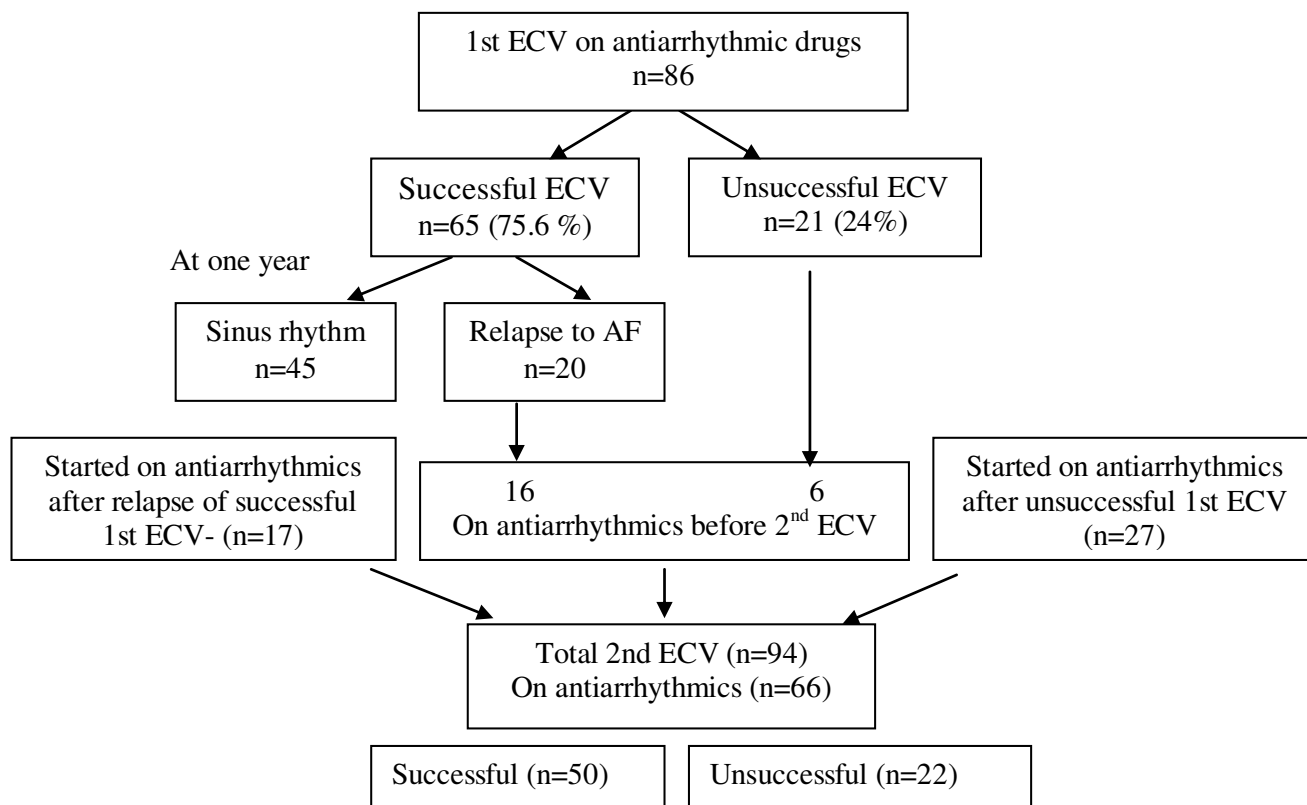 1st ECV on antiarrhythmic drugs
n=86
Successful ECV
n=65 (75.6 %)
Unsuccessful ECV
n=21 (24%)
At one year
Sinus rhythm
n=45
Relapse to AF
n=20
Started on antiarrhythmics
after relapse of successful
1st ECV- (n=17)
16 6
On antiarrhythmics before 2nd ECV
Started on antiarrhythmics
after unsuccessful 1st ECV
(n=27)
Total 2nd ECV (n=94)
On antiarrhythmics (n=66)
Successful (n=50)
Unsuccessful (n=22)